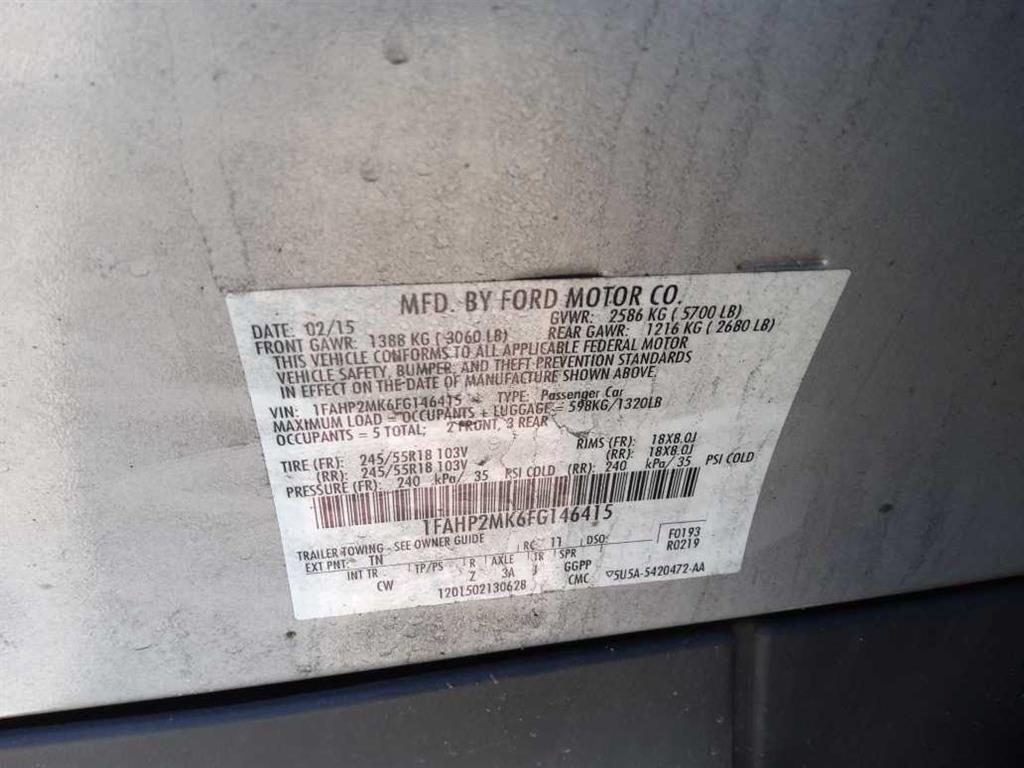 MFD. BY FORD MOTOR CO.
DATE: 02/15 GVWR: 2586 KG ( 5700 LB)
FRONT GAWR: 1388 KG ( 3060 LB) REAR GAWR: 1216 KG ( 2680 LB)
THIS VEHICLE CONFORMS TO ALL APPLICABLE FEDERAL MOTOR
VEHICLE SAFETY, BUMPER, AND THEFT PREVENTION STANDARDS
IN EFFECT ON THE DATE OF MANUFACTURE SHOWN ABOVE.
VIN: 1FAHP2MK6FG146415 TYPE: Passenger Car
MAXIMUM LOAD = OCCUPANTS + LUGGAGE = 598KG/1320LB
OCCUPANTS = 5 TOTAL; 2 FRONT, 3 REAR
TIRE (FR): 245/55R18 103V RIMS (FR): 18X8.0J
(RR): 245/55R18 103V (RR): 18X8.0J
PRESSURE (FR): 240 kPa/ 35 PSI COLD (RR): 240 kPa/ 35 PSI COLD
1FAHP2MK6FG146415
TRAILER TOWING - SEE OWNER GUIDE
EXT PNT: TN RC: 11 DSO: F0193
R0219
INT TR TP/PS R AXLE TR SPR
CW Z 3A J GGPP
CMC
1201502130628 5U5A-5420472-AA